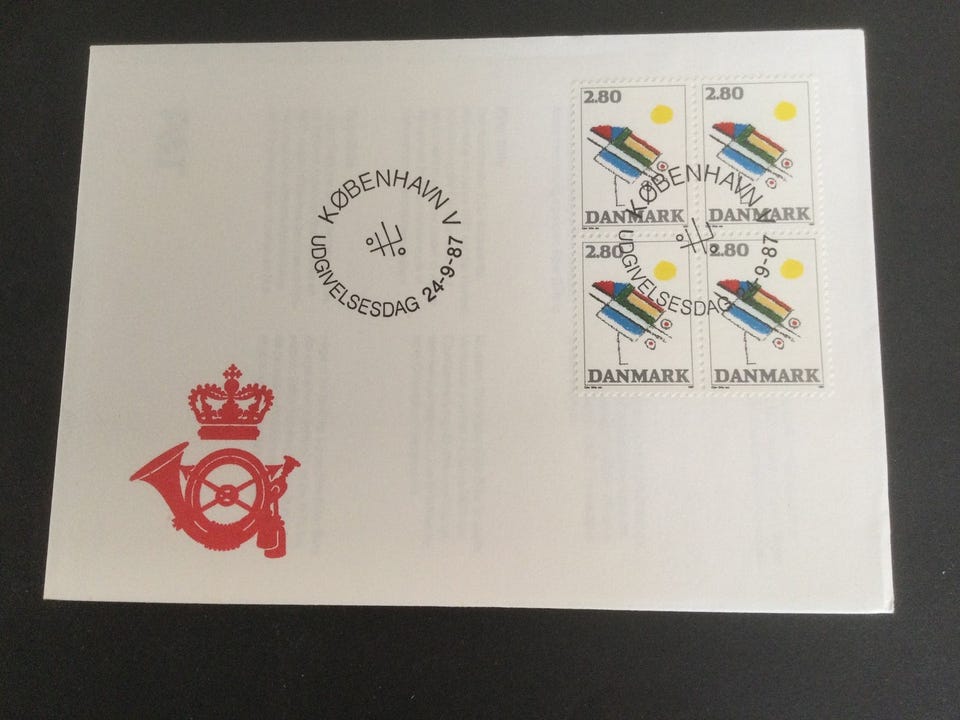 KØBENHAVN V
UDGIVELSESDAG 24-9-87
2.80
DANMARK
2.80
DANMARK
KØBENHAVN V
UDGIVELSESDAG 24-9-87
2.80
DANMARK
2.80
DANMARK